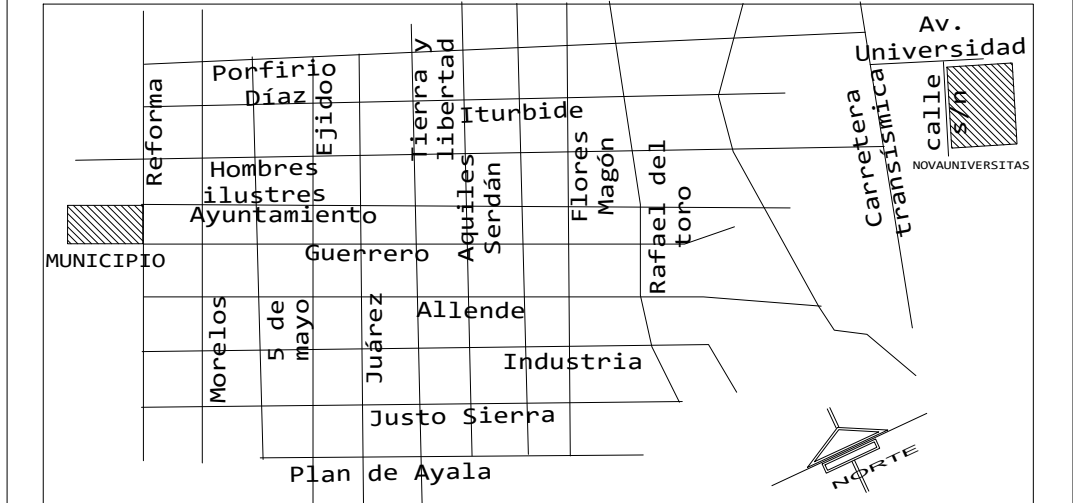 Av.
Universidad
Porfirio
Díaz
Reforma
Ejido
Tierra y
libertad
Iturbide
Carretera
transísmica
calle
s/n
NOVAUNIVERSITAS
Hombres
ilustres
Ayuntamiento
Aquiles
Serdán
Flores
Magón
Rafael del
toro
Guerrero
MUNICIPIO
Morelos
5 de
mayo
Juárez
Allende
Industria
Justo Sierra
Plan de Ayala
NORTE